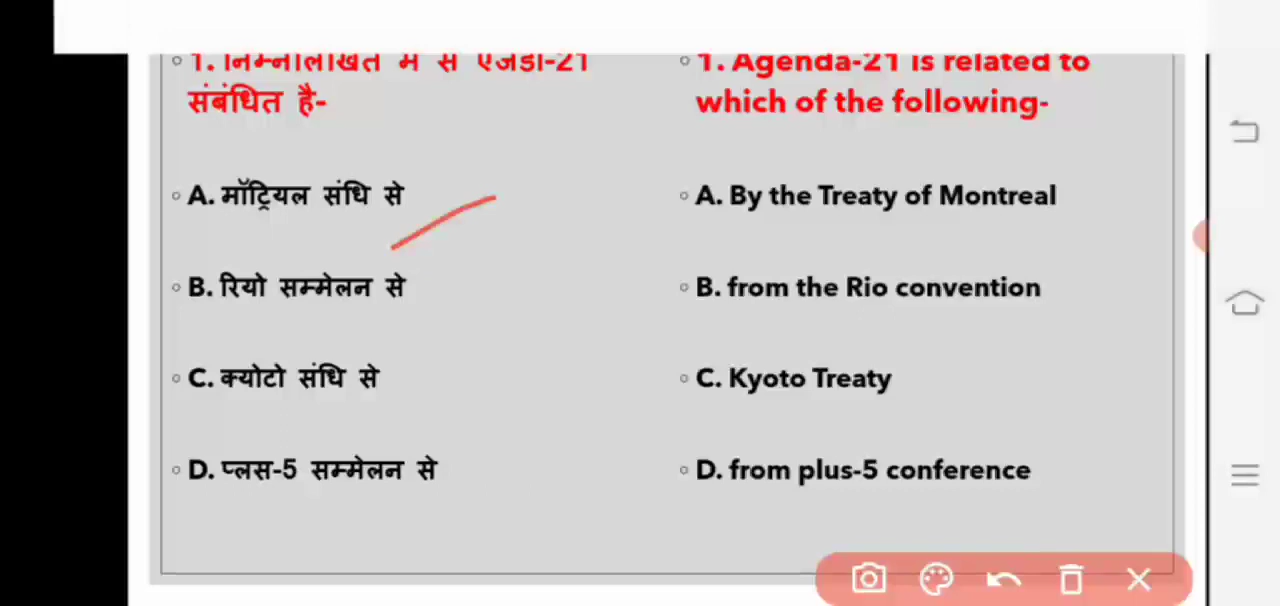 1. निम्नलिखित में से एजेंडा-21
संबंधित है-
A. मॉट्रियल संधि से
B. रियो सम्मेलन से
C. क्योटो संधि से
D. प्लस-5 सम्मेलन से
1. Agenda-21 is related to
which of the following-
A. By the Treaty of Montreal
B. from the Rio convention
C. Kyoto Treaty
D. from plus-5 conference